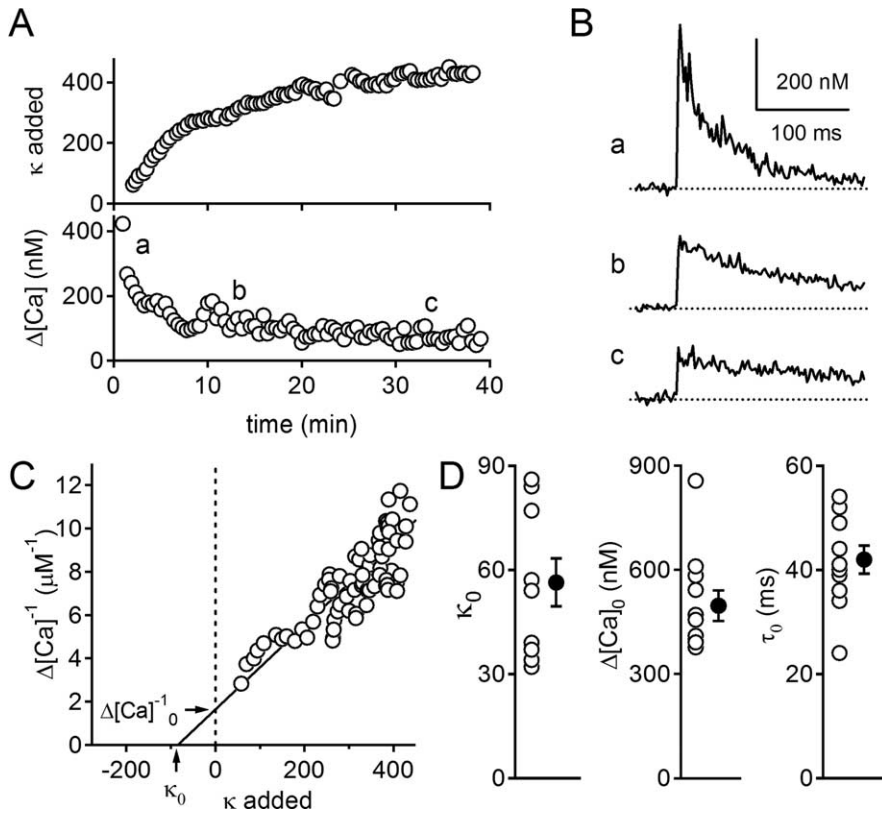 A
κ added
400
200
0
Δ[Ca] (nM)
400
200
0
a
b
c
0
10
20
30
40
time (min)
B
200 nM
100 ms
a
b
c
C
Δ[Ca]⁻¹ (μM⁻¹)
12
10
8
6
4
2
0
Δ[Ca]⁻¹₀
-200
0
200
400
κ₀
κ added
D
κ₀
90
60
30
0
Δ[Ca]₀ (nM)
900
600
300
0
τ₀ (ms)
60
40
20
0